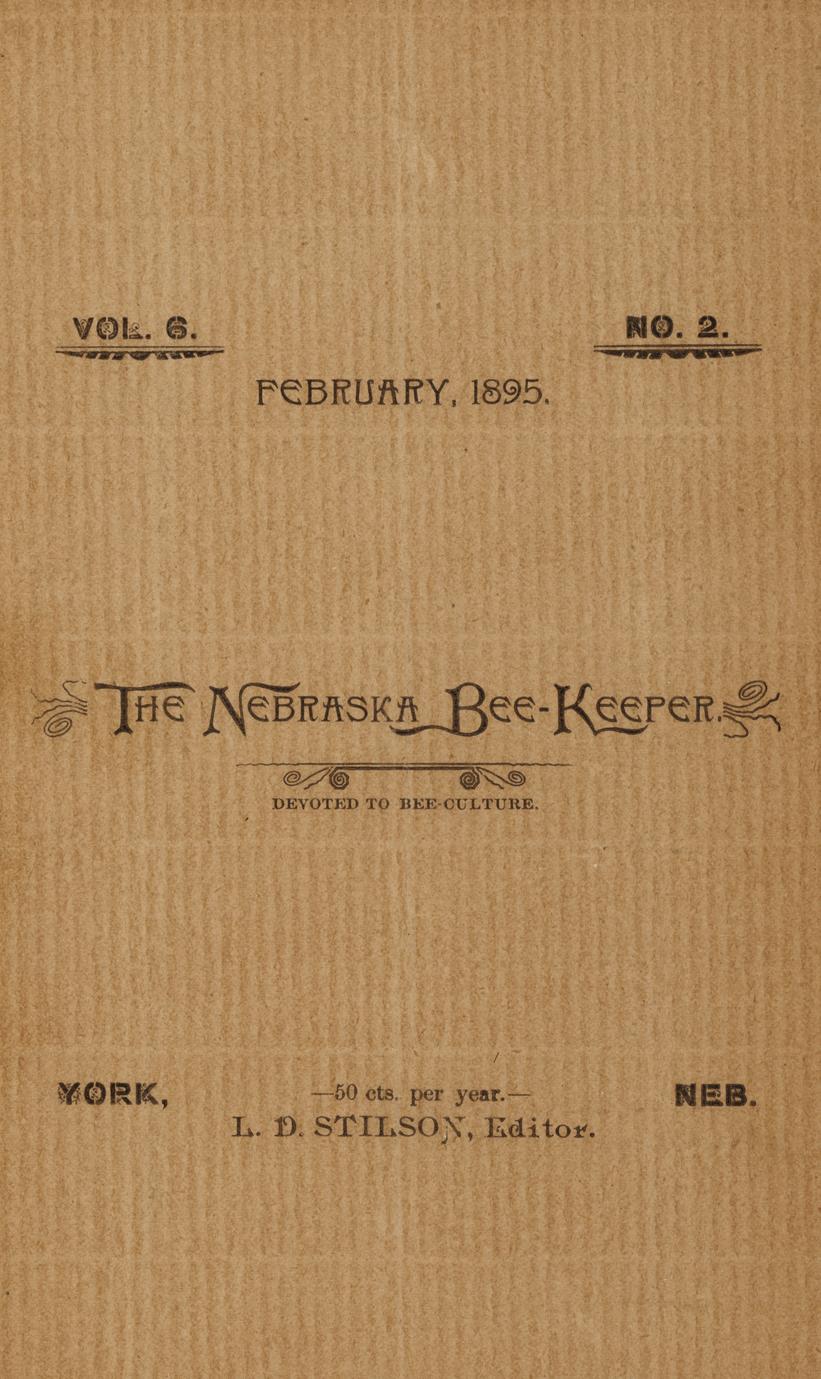 VOL. 6. NO. 2.
FEBRUARY, 1895.
THE NEBRASKA BEE-KEEPER.
DEVOTED TO BEE-CULTURE.
YORK, —50 cts. per year.— NEB.
L. D. STILSON, Editor.